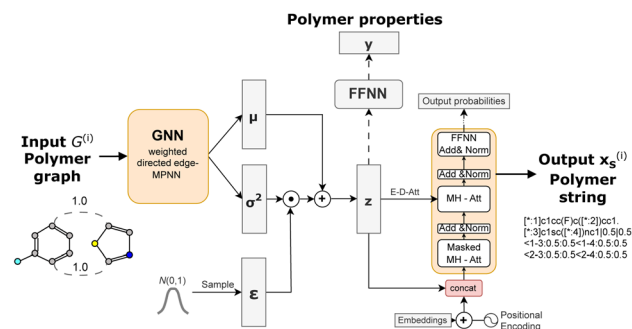 Polymer properties
y
FFNN
Output probabilities
Input G(i)
Polymer
graph
GNN
weighted
directed edge-
MPNN
μ
σ2
ε
N(0,1)
Sample
z
E-D-Att
FFNN
Add& Norm
Add &Norm
MH - Att
Add &Norm
Masked
MH - Att
concat
Embeddings
Positional
Encoding
Output xs(i)
Polymer
string
[*:1]c1cc(F)c([*:2])cc1.
[*:3]c1sc([*:4])nc1|0.5|0.5
<1-3:0.5:0.5<1-4:0.5:0.5
<2-3:0.5:0.5<2-4:0.5:0.5
1.0
1.0